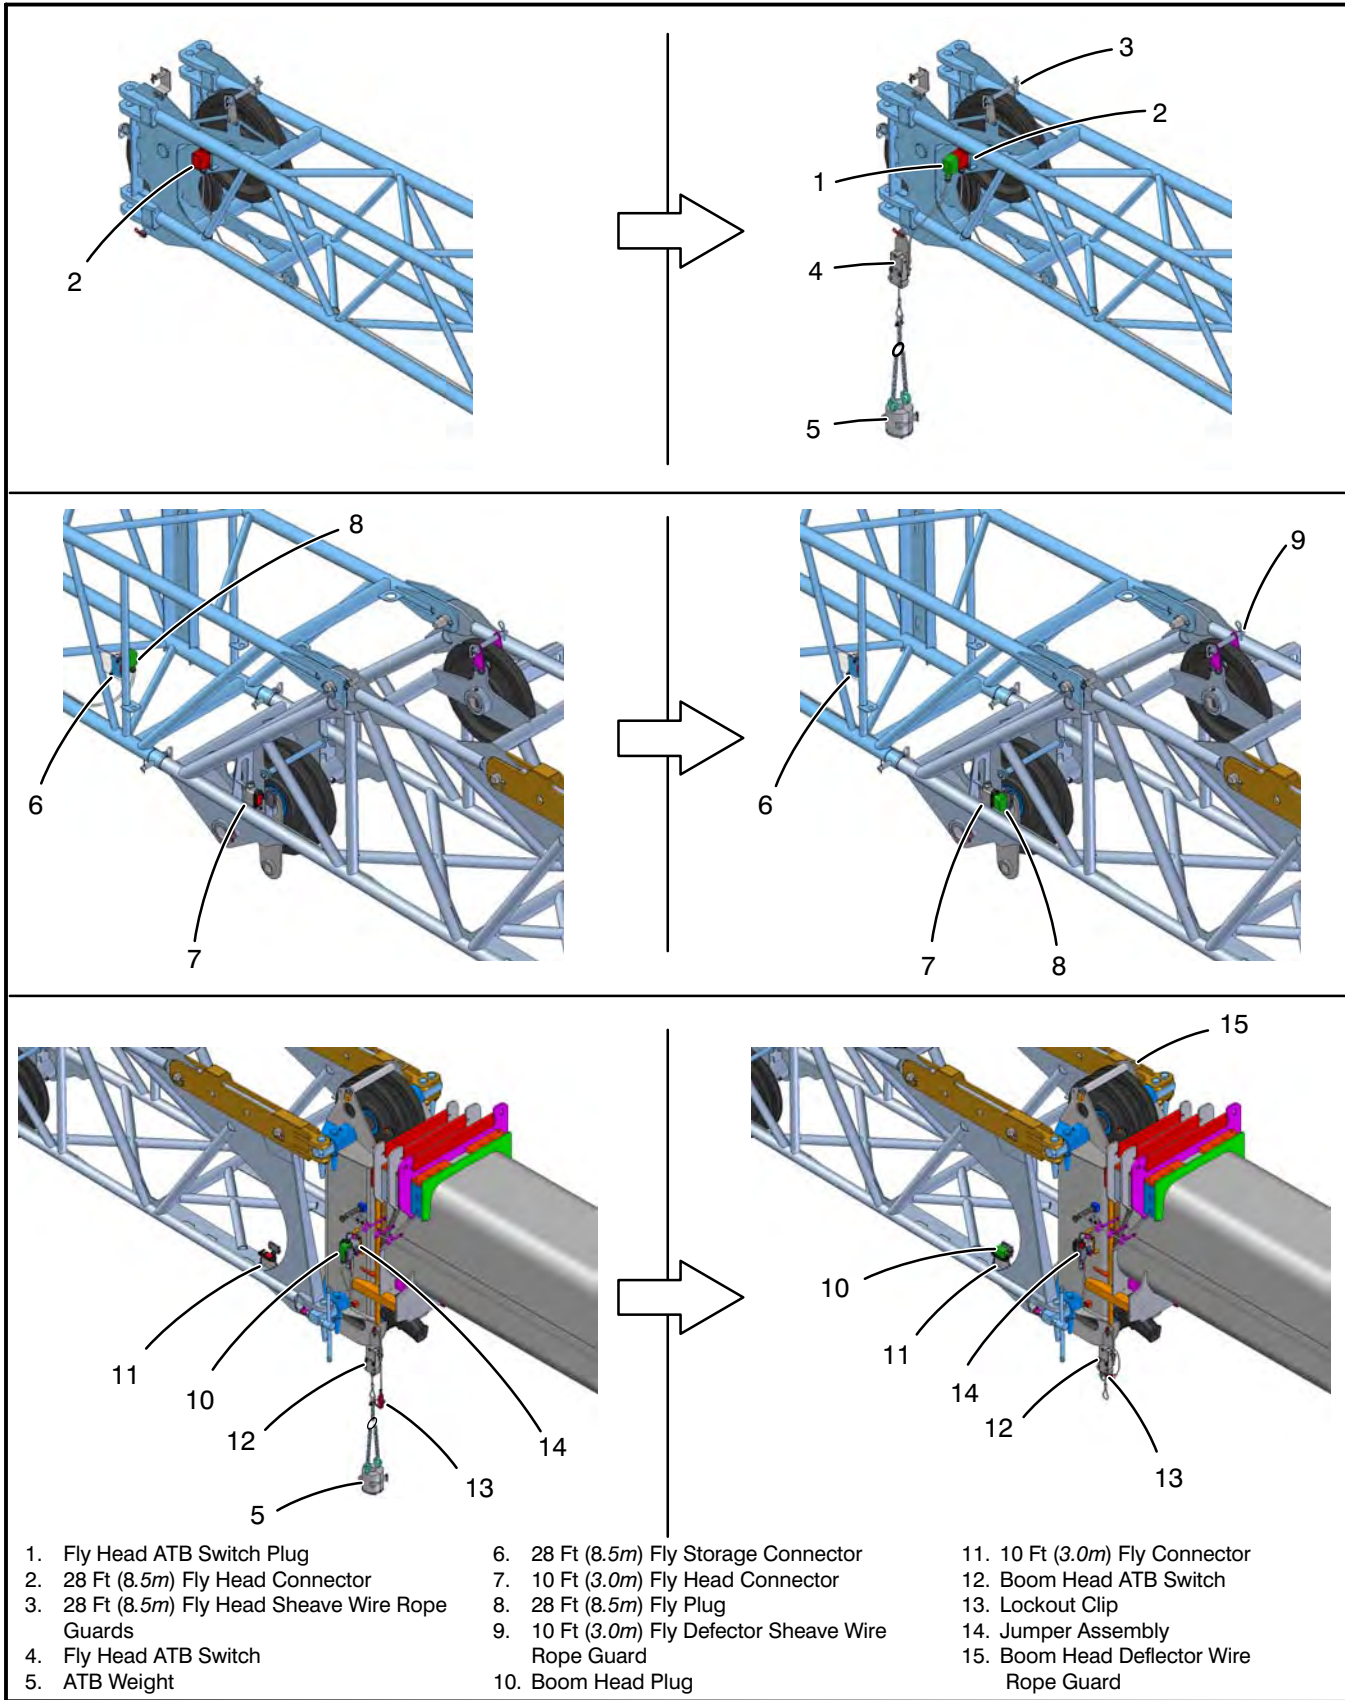 3
2
1
2
4
5
8
9
6
6
7
7
8
15
10
11
11
10
14
12
12
14
13
13
5
1. Fly Head ATB Switch Plug
2. 28 Ft (8.5m) Fly Head Connector
3. 28 Ft (8.5m) Fly Head Sheave Wire Rope
Guards
4. Fly Head ATB Switch
5. ATB Weight
6. 28 Ft (8.5m) Fly Storage Connector
7. 10 Ft (3.0m) Fly Head Connector
8. 28 Ft (8.5m) Fly Plug
9. 10 Ft (3.0m) Fly Defector Sheave Wire
Rope Guard
10. Boom Head Plug
11. 10 Ft (3.0m) Fly Connector
12. Boom Head ATB Switch
13. Lockout Clip
14. Jumper Assembly
15. Boom Head Deflector Wire
Rope Guard